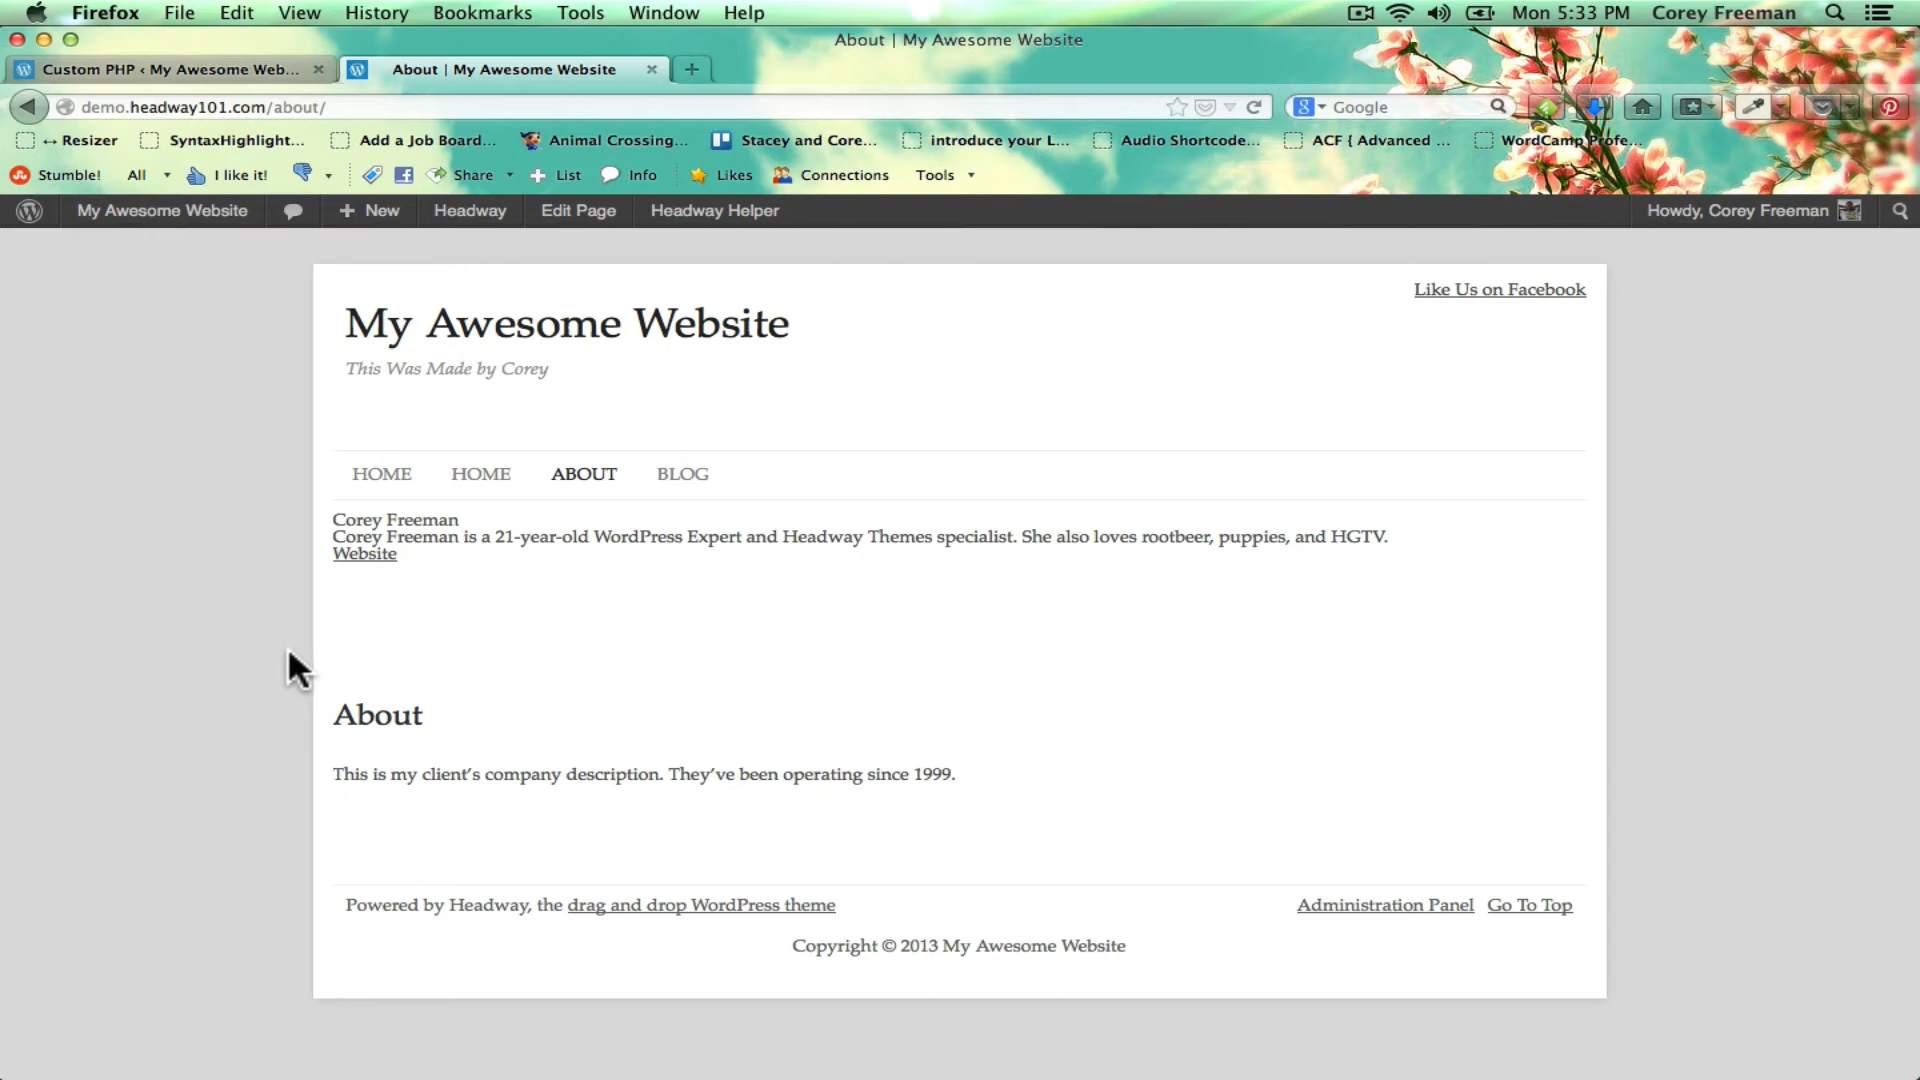 Firefox File Edit View History Bookmarks Tools Window Help Mon 5:33 PM Corey Freeman
About | My Awesome Website
Custom PHP ‹ My Awesome Web... About | My Awesome Website
demo.headway101.com/about/ Google
↔ Resizer SyntaxHighlight... Add a Job Board... Animal Crossing... Stacey and Core... introduce your L... Audio Shortcode... ACF { Advanced ... WordCamp Profe...
Stumble! All I like it! Share List Info Likes Connections Tools
My Awesome Website + New Headway Edit Page Headway Helper Howdy, Corey Freeman
Like Us on Facebook
My Awesome Website
This Was Made by Corey
HOME HOME ABOUT BLOG
Corey Freeman
Corey Freeman is a 21-year-old WordPress Expert and Headway Themes specialist. She also loves rootbeer, puppies, and HGTV.
Website
About
This is my client’s company description. They’ve been operating since 1999.
Powered by Headway, the drag and drop WordPress theme Administration Panel Go To Top
Copyright © 2013 My Awesome Website